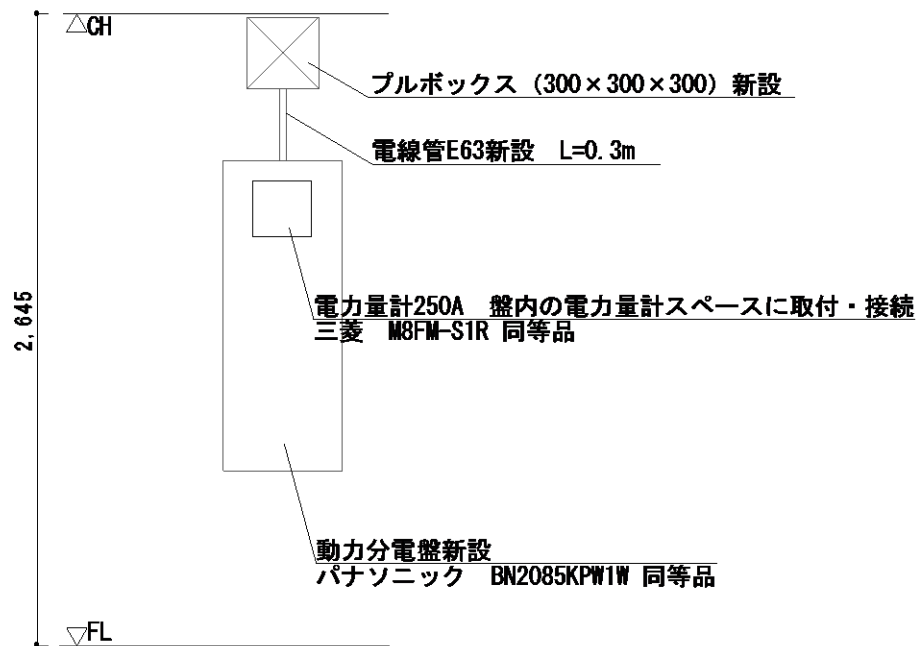 CH
プルボックス（300×300×300）新設
電線管E63新設　L=0.3m
2,645
電力量計250A　盤内の電力量計スペースに取付・接続
三菱　M8FM-S1R 同等品
動力分電盤新設
パナソニック　BN2085KPW1W 同等品
FL